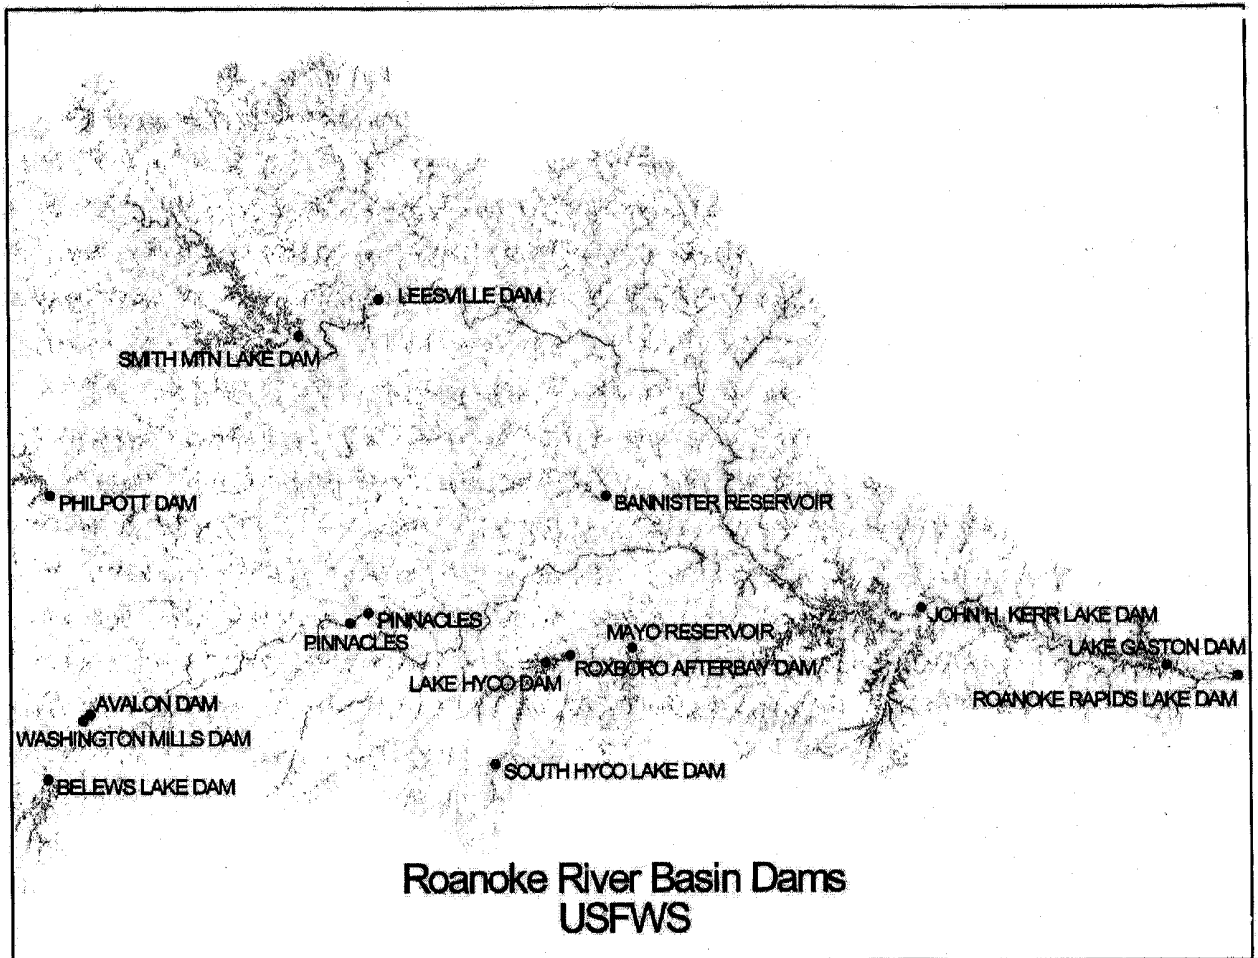 LEESVILLE DAM
SMITH MTN LAKE DAM
PHILPOTT DAM
BANNISTER RESERVOIR
PINNACLES
PINNACLES
JOHN H. KERR LAKE DAM
MAYO RESERVOIR
LAKE GASTON DAM
ROXBORO AFTERBAY DAM
LAKE HYCO DAM
ROANOKE RAPIDS LAKE DAM
AVALON DAM
WASHINGTON MILLS DAM
SOUTH HYCO LAKE DAM
BELEWS LAKE DAM
Roanoke River Basin Dams
USFWS